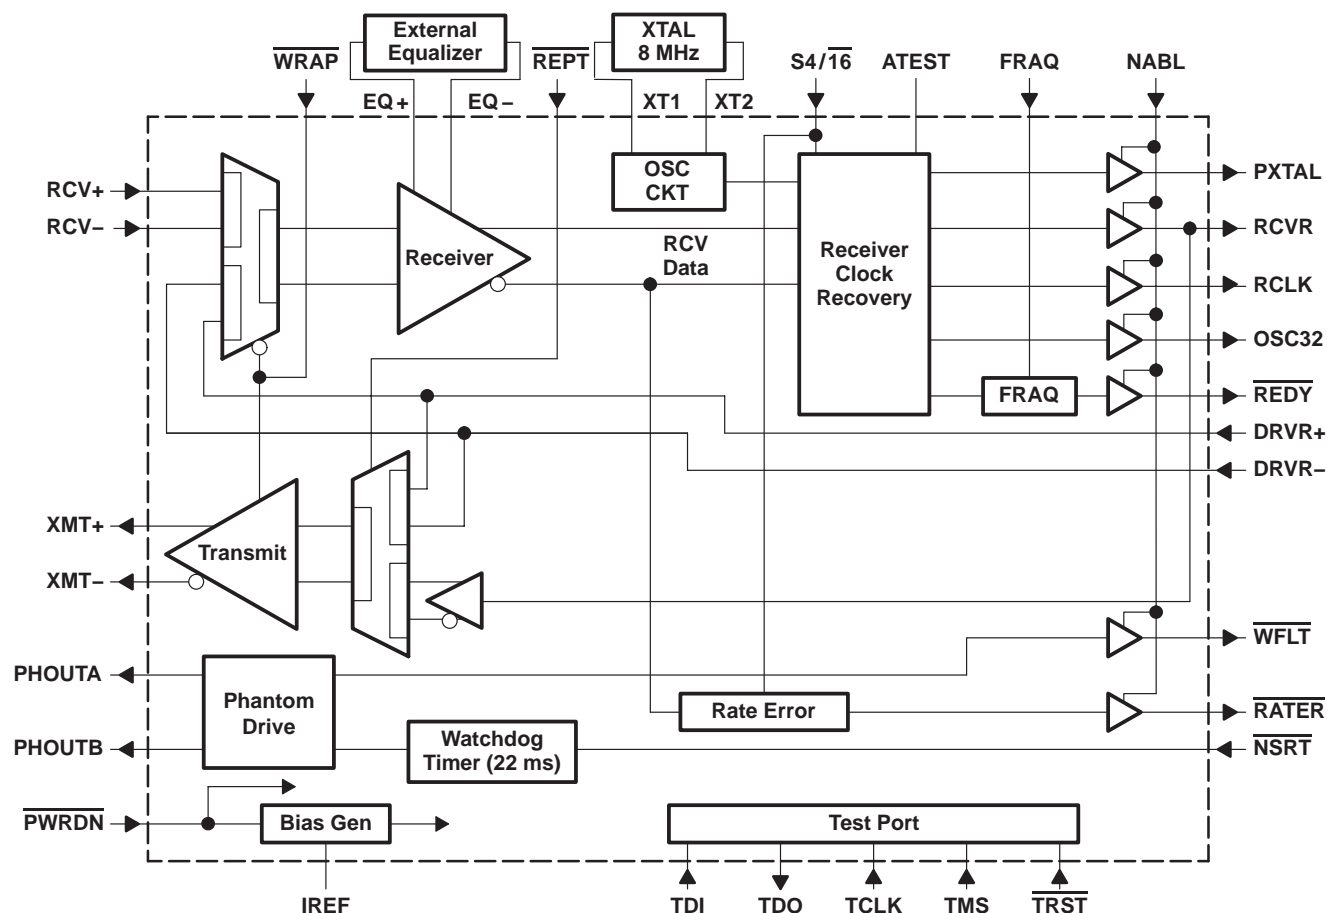 External
Equalizer
XTAL
8 MHz
WRAP
REPT
S4/16
ATEST
FRAQ
NABL
EQ+
EQ–
XT1
XT2
OSC
CKT
RCV+
RCV–
Receiver
RCV
Data
Receiver
Clock
Recovery
FRAQ
PXTAL
RCVR
RCLK
OSC32
REDY
DRVR+
DRVR–
XMT+
XMT–
Transmit
WFLT
PHOUTA
PHOUTB
Phantom
Drive
Rate Error
RATER
Watchdog
Timer (22 ms)
NSRT
PWRDN
Bias Gen
Test Port
IREF
TDI
TDO
TCLK
TMS
TRST